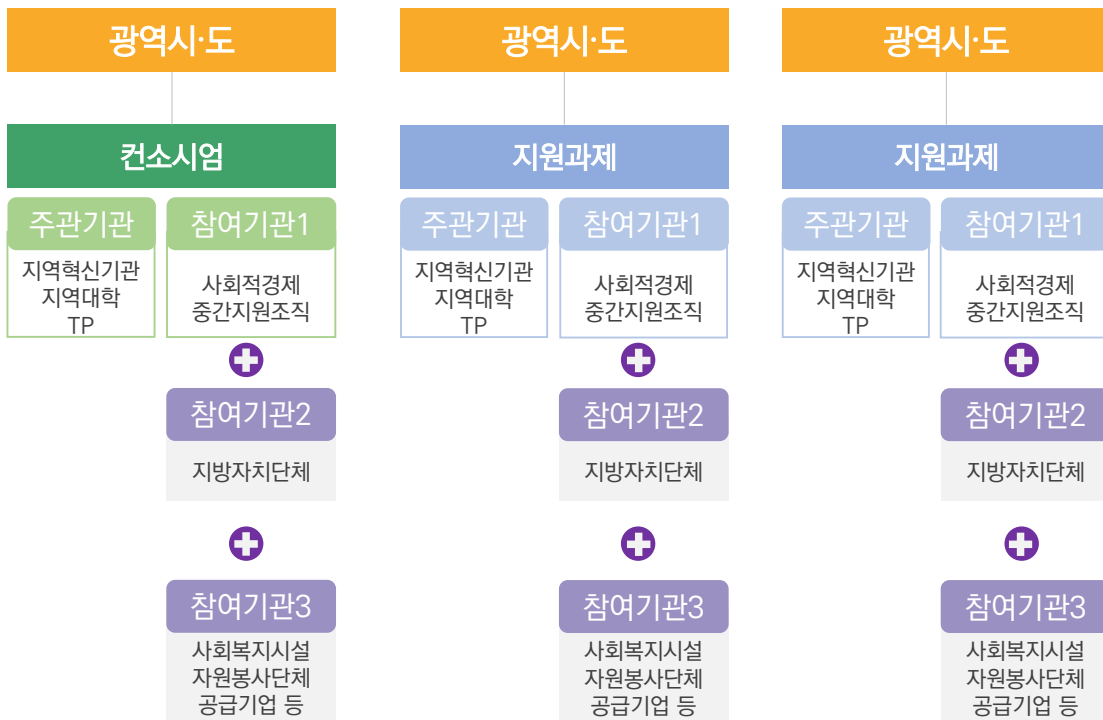 광역시·도
광역시·도
광역시·도
컨소시엄
지원과제
지원과제
주관기관
참여기관1
주관기관
참여기관1
주관기관
참여기관1
지역혁신기관
지역대학
TP
사회적경제
중간지원조직
지역혁신기관
지역대학
TP
사회적경제
중간지원조직
지역혁신기관
지역대학
TP
사회적경제
중간지원조직
참여기관2
참여기관2
참여기관2
지방자치단체
지방자치단체
지방자치단체
참여기관3
참여기관3
참여기관3
사회복지시설
자원봉사단체
공급기업 등
사회복지시설
자원봉사단체
공급기업 등
사회복지시설
자원봉사단체
공급기업 등